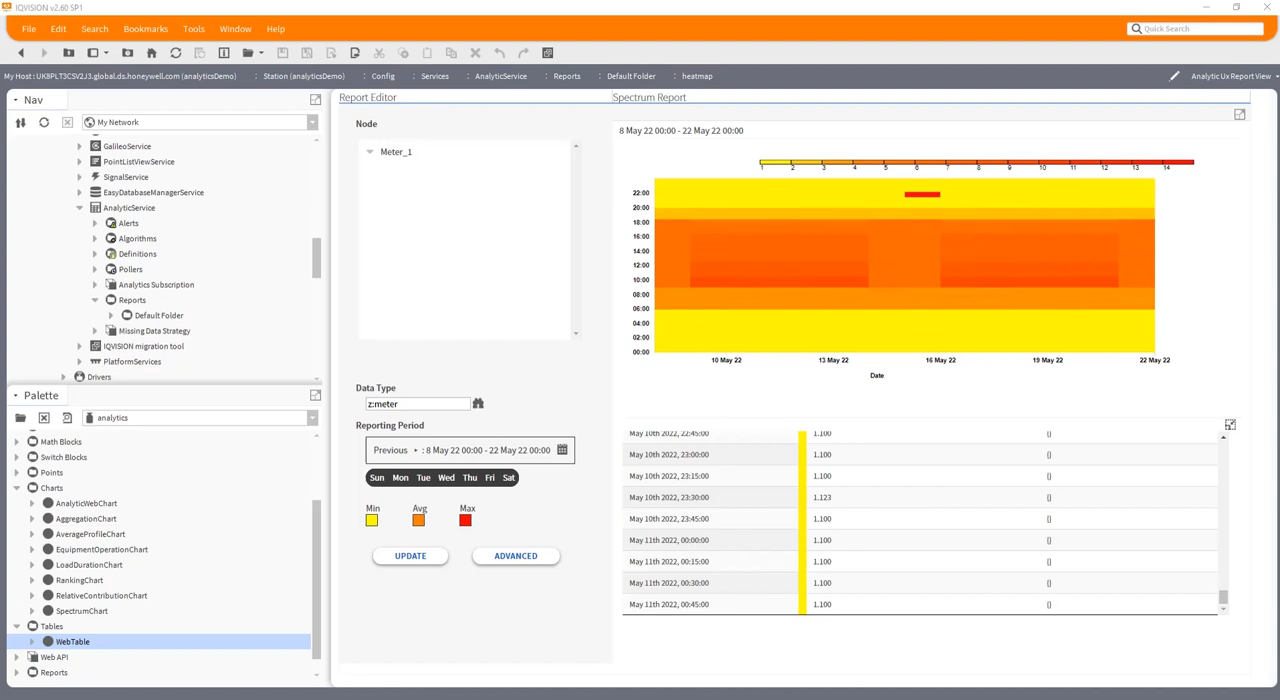 IQVISION v2.60 SP1
File Edit Search Bookmarks Tools Window Help
Quick Search
My Host : UK8PLT3CSV2J3.global.ds.honeywell.com (analyticsDemo) : Station (analyticsDemo) : Config : Services : AnalyticService : Reports : Default Folder : heatmap
Analytic Ux Report View
Nav
My Network
GalileoService
PointListViewService
SignalService
EasyDatabaseManagerService
AnalyticService
Alerts
Algorithms
Definitions
Pollers
Analytics Subscription
Reports
Default Folder
Missing Data Strategy
IQVISION migration tool
PlatformServices
Drivers
Palette
analytics
Math Blocks
Switch Blocks
Points
Charts
AnalyticWebChart
AggregationChart
AverageProfileChart
EquipmentOperationChart
LoadDurationChart
RankingChart
RelativeContributionChart
SpectrumChart
Tables
WebTable
Web API
Reports
Report Editor
Node
Meter_1
Data Type
z:meter
Reporting Period
Previous : 8 May 22 00:00 - 22 May 22 00:00
Sun Mon Tue Wed Thu Fri Sat
Min Avg Max
UPDATE ADVANCED
Spectrum Report
8 May 22 00:00 - 22 May 22 00:00
1 2 3 4 5 6 7 8 9 10 11 12 13 14
22:00
20:00
18:00
16:00
14:00
12:00
10:00
08:00
06:00
04:00
02:00
00:00
10 May 22 13 May 22 16 May 22 19 May 22 22 May 22
Date
May 10th 2022, 22:45:00 1.100 {}
May 10th 2022, 23:00:00 1.100 {}
May 10th 2022, 23:15:00 1.100 {}
May 10th 2022, 23:30:00 1.123 {}
May 10th 2022, 23:45:00 1.100 {}
May 11th 2022, 00:00:00 1.100 {}
May 11th 2022, 00:15:00 1.100 {}
May 11th 2022, 00:30:00 1.100 {}
May 11th 2022, 00:45:00 1.100 {}